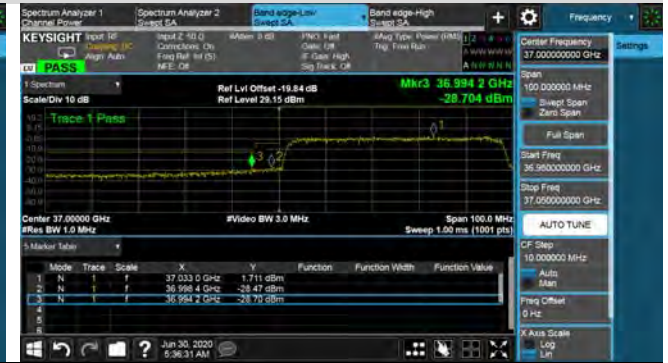 Spectrum Analyzer 1
Channel Power
Spectrum Analyzer 2
Swept SA
Band edge-Low
Swept SA
Band edge-High
Swept SA
+
Frequency
KEYSIGHT
Input: RF
Coupling: DC
Align: Auto
Input Z: 50 Ω
Corrections: On
Freq Ref: Int (S)
NFE: Off
#Atten: 0 dB
PNO: Fast
Gate: Off
IF Gain: High
Sig Track: Off
#Avg Type: Power (RMS)
Trig: Free Run
LXI
PASS
1 Spectrum
Scale/Div 10 dB
Ref Lvl Offset -19.84 dB
Ref Level 29.15 dBm
Mkr3 36.994 2 GHz
-28.704 dBm
Trace 1 Pass
1
3
2
Center 37.00000 GHz
#Res BW 1.0 MHz
#Video BW 3.0 MHz
Span 100.0 MHz
Sweep 1.00 ms (1001 pts)
5 Marker Table
Mode Trace Scale X Y Function Function Width Function Value
1 N 1 f 37.033 0 GHz 1.711 dBm
2 N 1 f 36.998 4 GHz -28.47 dBm
3 N 1 f 36.994 2 GHz -28.70 dBm
4
5
6
?
Jun 30, 2020
5:36:31 AM
Center Frequency
37.000000000 GHz
Settings
Span
100.000000 MHz
Swept Span
Zero Span
Full Span
Start Freq
36.950000000 GHz
Stop Freq
37.050000000 GHz
AUTO TUNE
CF Step
10.000000 MHz
Auto
Man
Freq Offset
0 Hz
X Axis Scale
Log
Lin